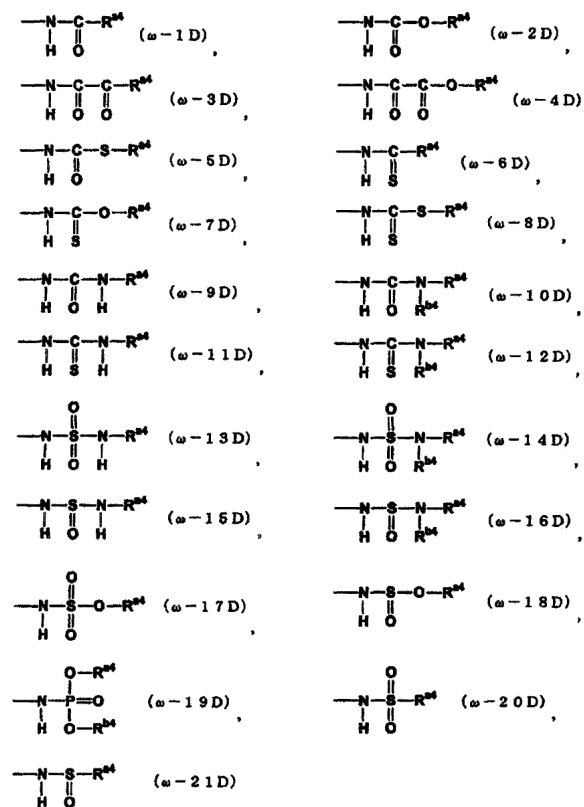 —N(H)—C(=O)—R^a4 (ω-1D), —N(H)—C(=O)—O—R^a4 (ω-2D),
—N(H)—C(=O)—C(=O)—R^a4 (ω-3D), —N(H)—C(=O)—C(=O)—O—R^a4 (ω-4D),
—N(H)—C(=O)—S—R^a4 (ω-5D), —N(H)—C(=S)—R^a4 (ω-6D),
—N(H)—C(=S)—O—R^a4 (ω-7D), —N(H)—C(=S)—S—R^a4 (ω-8D),
—N(H)—C(=O)—N(H)—R^a4 (ω-9D), —N(H)—C(=O)—N(R^b4)—R^a4 (ω-10D),
—N(H)—C(=S)—N(H)—R^a4 (ω-11D), —N(H)—C(=S)—N(R^b4)—R^a4 (ω-12D),
—N(H)—S(=O)(=O)—N(H)—R^a4 (ω-13D), —N(H)—S(=O)(=O)—N(R^b4)—R^a4 (ω-14D),
—N(H)—S(=O)—N(H)—R^a4 (ω-15D), —N(H)—S(=O)—N(R^b4)—R^a4 (ω-16D),
—N(H)—S(=O)(=O)—O—R^a4 (ω-17D), —N(H)—S(=O)—O—R^a4 (ω-18D),
—N(H)—P(=O)(O—R^a4)(O—R^b4) (ω-19D), —N(H)—S(=O)(=O)—R^a4 (ω-20D),
—N(H)—S(=O)—R^a4 (ω-21D)